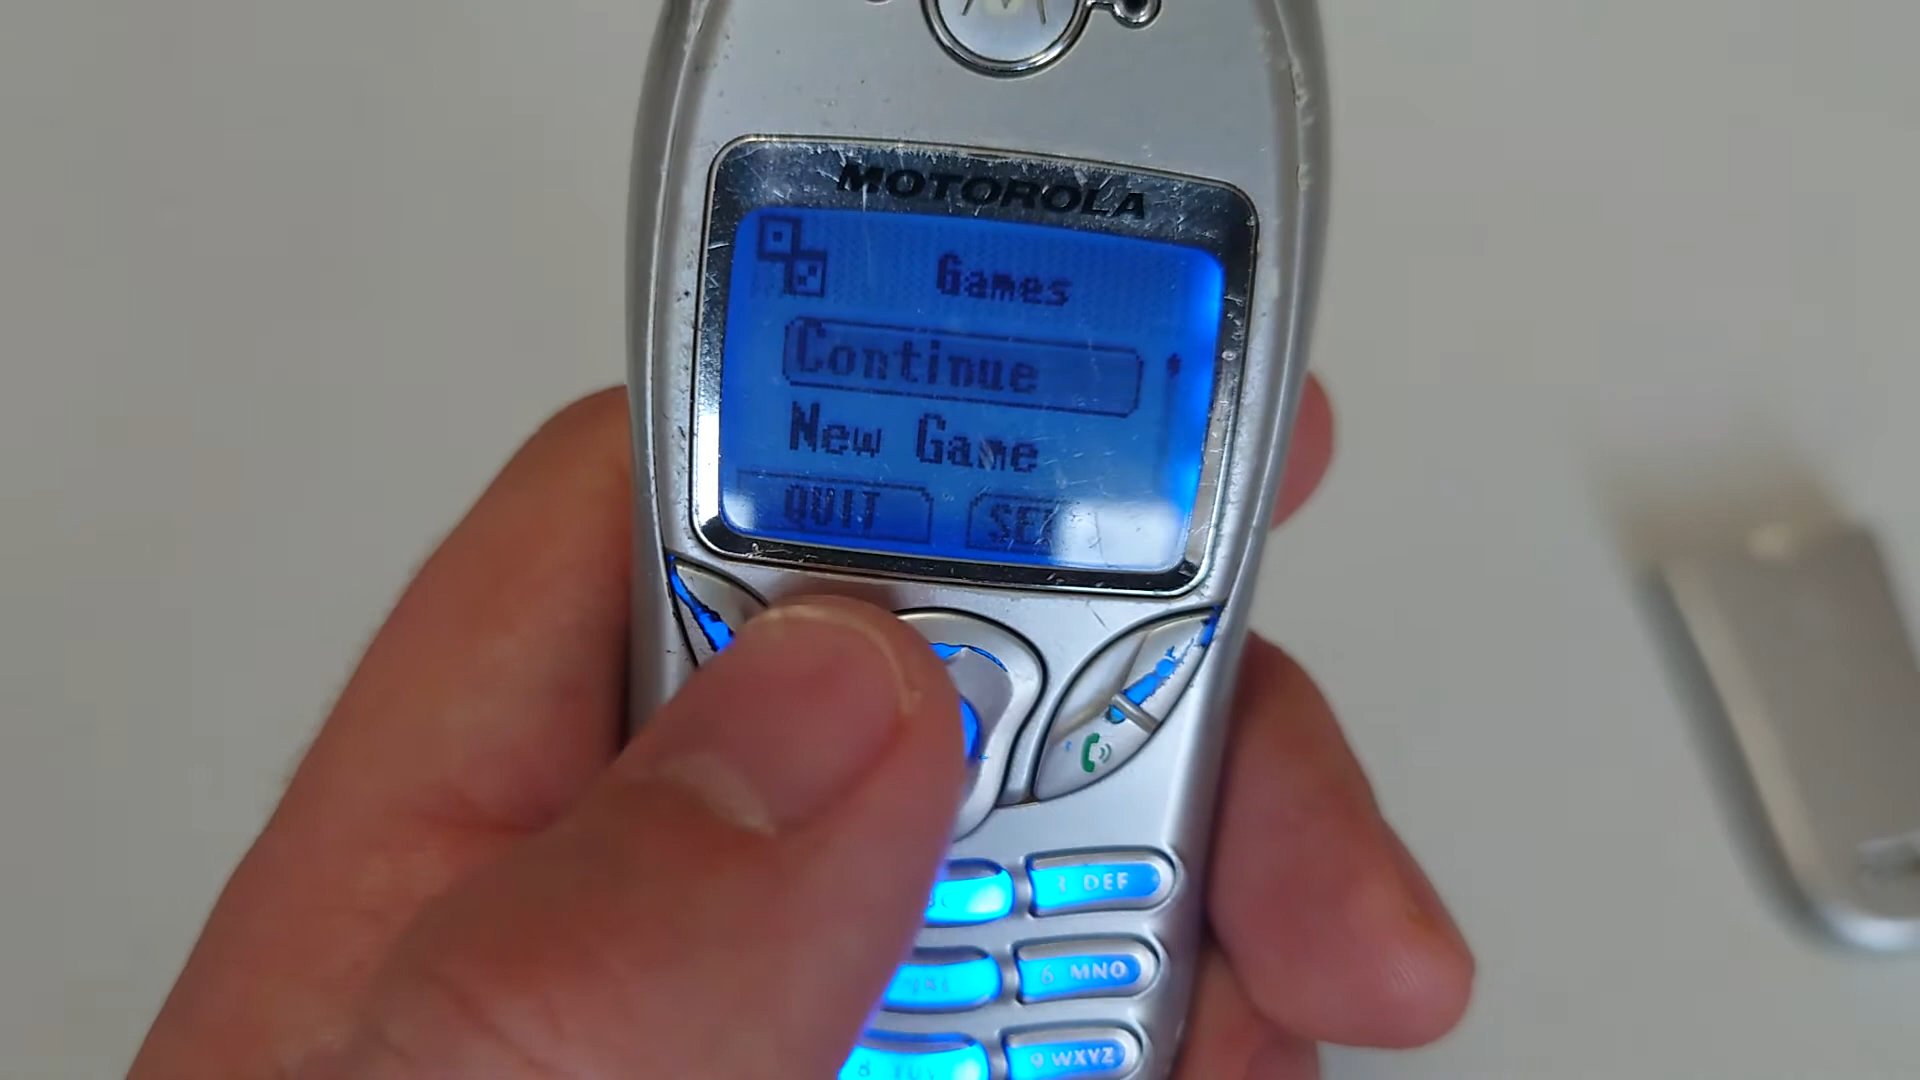 MOTOROLA
Games
Continue
New Game
QUIT
3 DEF
6 MNO
9 WXYZ